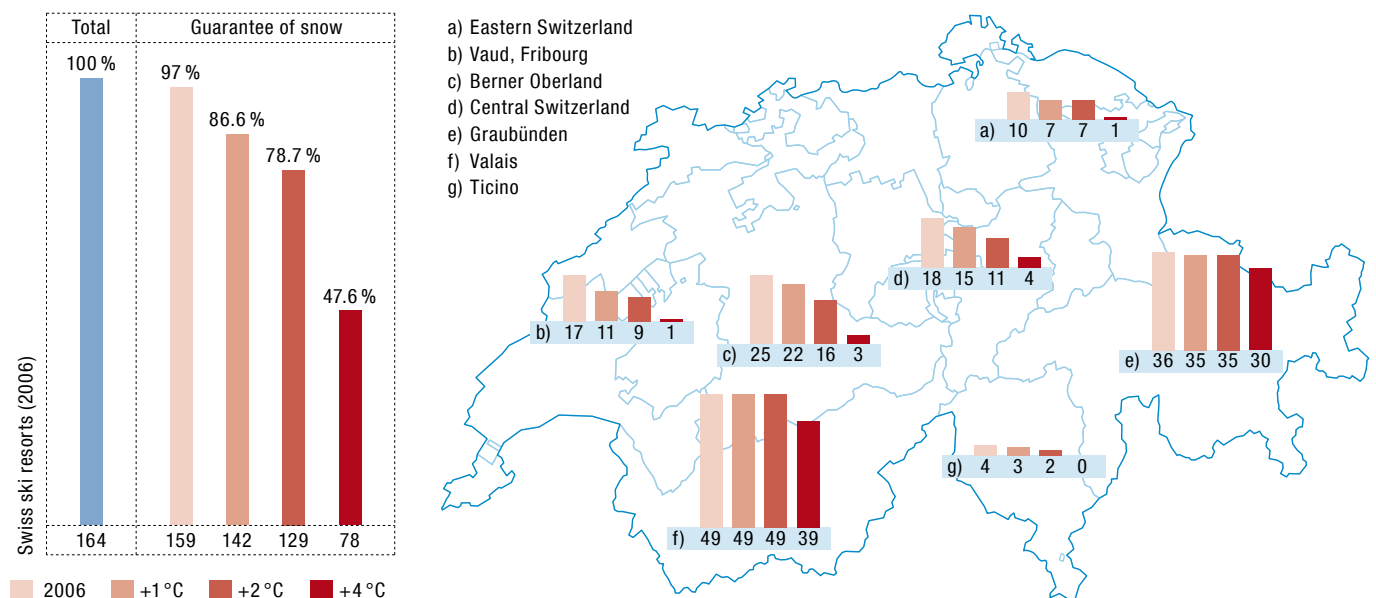 Total Guarantee of snow
100 %
97 %
86.6 %
78.7 %
47.6 %
Swiss ski resorts (2006)
164 159 142 129 78
2006 +1 °C +2 °C +4 °C
a) Eastern Switzerland
b) Vaud, Fribourg
c) Berner Oberland
d) Central Switzerland
e) Graubünden
f) Valais
g) Ticino
a) 10 7 7 1
d) 18 15 11 4
b) 17 11 9 1
c) 25 22 16 3
e) 36 35 35 30
g) 4 3 2 0
f) 49 49 49 39